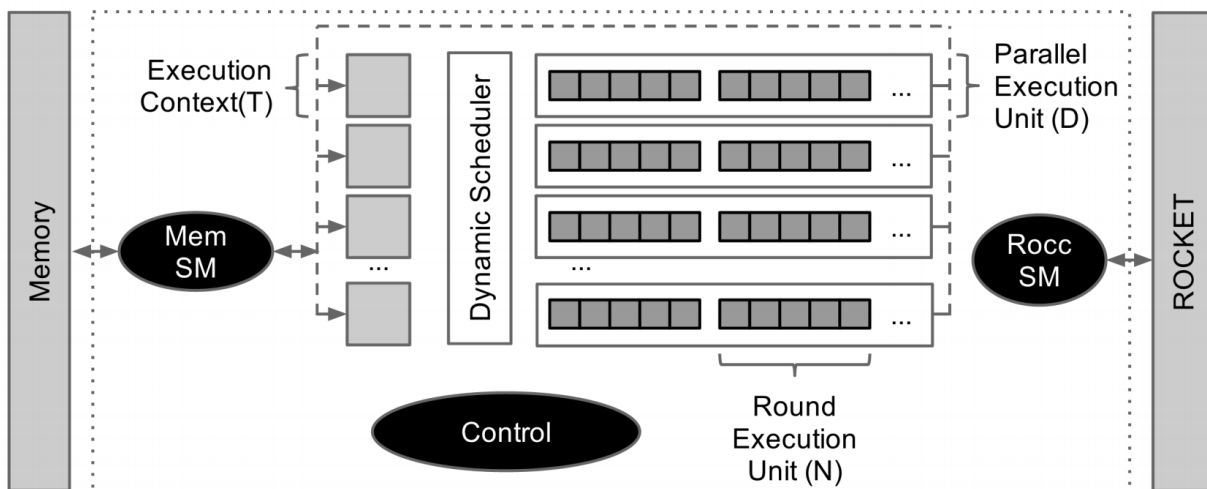 Memory
Execution
Context(T)
Mem
SM
...
Dynamic Scheduler
...
...
...
...
...
Parallel
Execution
Unit (D)
Rocc
SM
ROCKET
Control
Round
Execution
Unit (N)